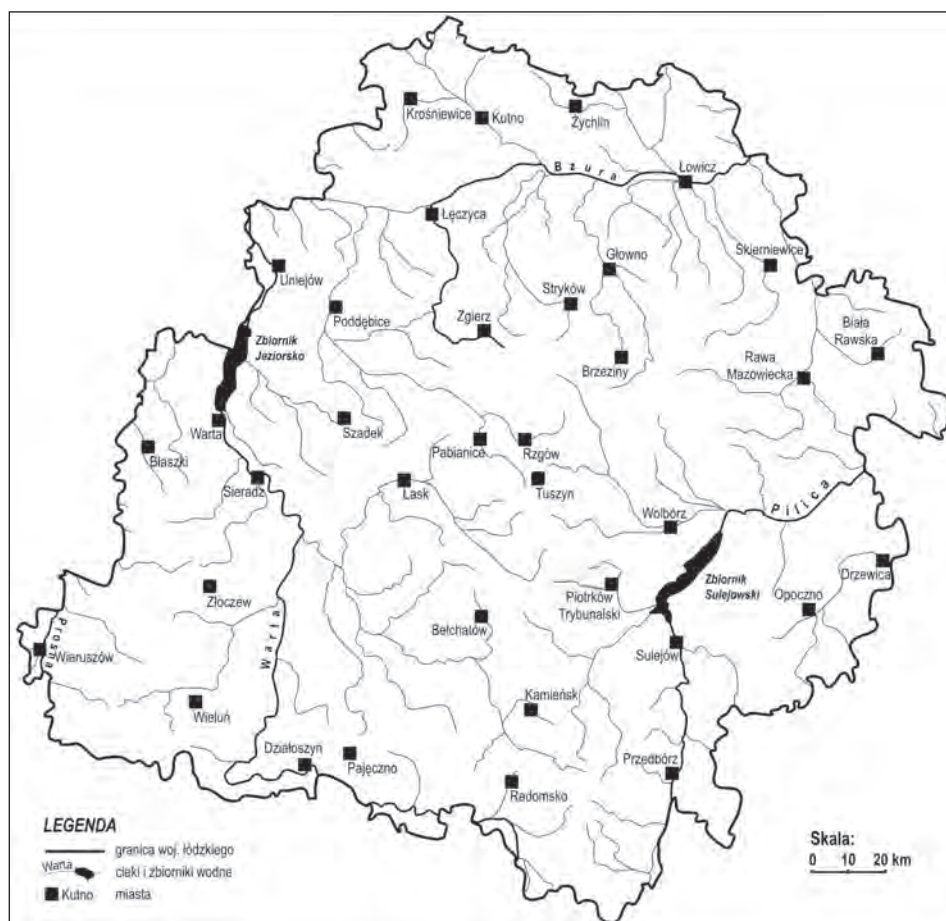 Krośniewice
Kutno
Żychlin
Bzura
Łowicz
Łęczyca
Skierniewice
Głowno
Uniejów
Stryków
Poddębice
Zgierz
Biała
Rawska
Zbiornik
Jeziorsko
Brzeziny
Rawa
Mazowiecka
Szadek
Warta
Pabianice
Rzgów
Błaszki
Sieradz
Łask
Tuszyn
Pilica
Wolbórz
Drzewica
Zbiornik
Sulejowski
Piotrków
Trybunalski
Opoczno
Złoczew
Bełchatów
Prosna
Warta
Wieruszów
Sulejów
Kamieńsk
Wieluń
Działoszyn
Pajęczno
Przedbórz
Radomsko
LEGENDA
granica woj. łódzkiego
Warta cieki i zbiorniki wodne
Kutno miasta
Skala:
0 10 20 km